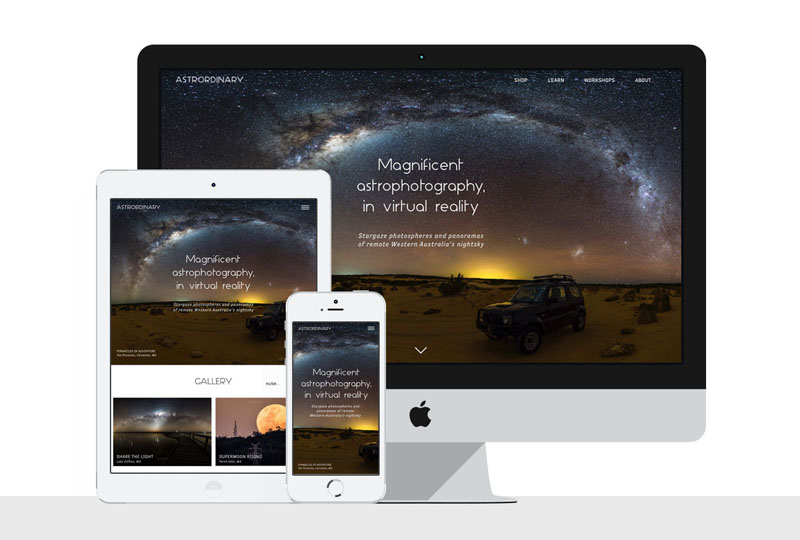 ASTRORDINARY
SHOP
LEARN
WORKSHOPS
ABOUT
Magnificent
astrophotography,
in virtual reality
Stargaze photospheres and panoramas
of remote Western Australia's nightsky
ASTRORDINARY
Magnificent
astrophotography,
in virtual reality
Stargaze photospheres and panoramas
of remote Western Australia's nightsky
PINNACLES OF ADVENTURE
The Pinnacles, Cervantes, WA
GALLERY
FILTER
SHARE THE LIGHT
Lake Clifton, WA
SUPERMOON RISING
Perth Hills, WA
ASTRORDINARY
Magnificent
astrophotography,
in virtual reality
Stargaze photospheres and
panoramas of remote
Western Australia's nightsky
PINNACLES OF ADVENTURE
The Pinnacles, Cervantes, WA